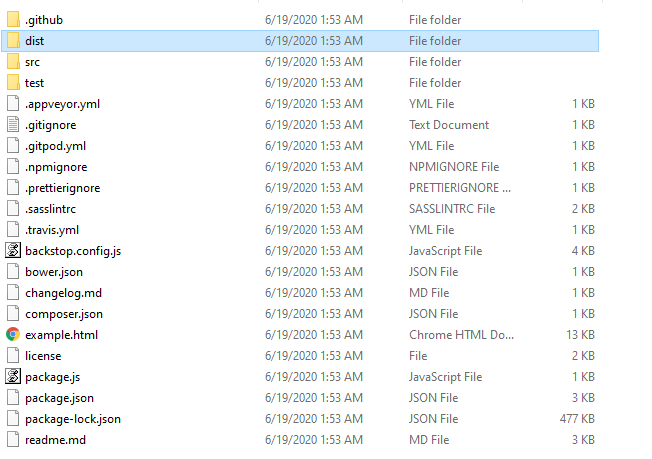 .github 6/19/2020 1:53 AM File folder
dist 6/19/2020 1:53 AM File folder
src 6/19/2020 1:53 AM File folder
test 6/19/2020 1:53 AM File folder
.appveyor.yml 6/19/2020 1:53 AM YML File 1 KB
.gitignore 6/19/2020 1:53 AM Text Document 1 KB
.gitpod.yml 6/19/2020 1:53 AM YML File 1 KB
.npmignore 6/19/2020 1:53 AM NPMIGNORE File 1 KB
.prettierignore 6/19/2020 1:53 AM PRETTIERIGNORE ... 1 KB
.sasslintrc 6/19/2020 1:53 AM SASSLINTRC File 2 KB
.travis.yml 6/19/2020 1:53 AM YML File 1 KB
backstop.config.js 6/19/2020 1:53 AM JavaScript File 4 KB
bower.json 6/19/2020 1:53 AM JSON File 1 KB
changelog.md 6/19/2020 1:53 AM MD File 1 KB
composer.json 6/19/2020 1:53 AM JSON File 1 KB
example.html 6/19/2020 1:53 AM Chrome HTML Do... 13 KB
license 6/19/2020 1:53 AM File 2 KB
package.js 6/19/2020 1:53 AM JavaScript File 1 KB
package.json 6/19/2020 1:53 AM JSON File 3 KB
package-lock.json 6/19/2020 1:53 AM JSON File 477 KB
readme.md 6/19/2020 1:53 AM MD File 3 KB